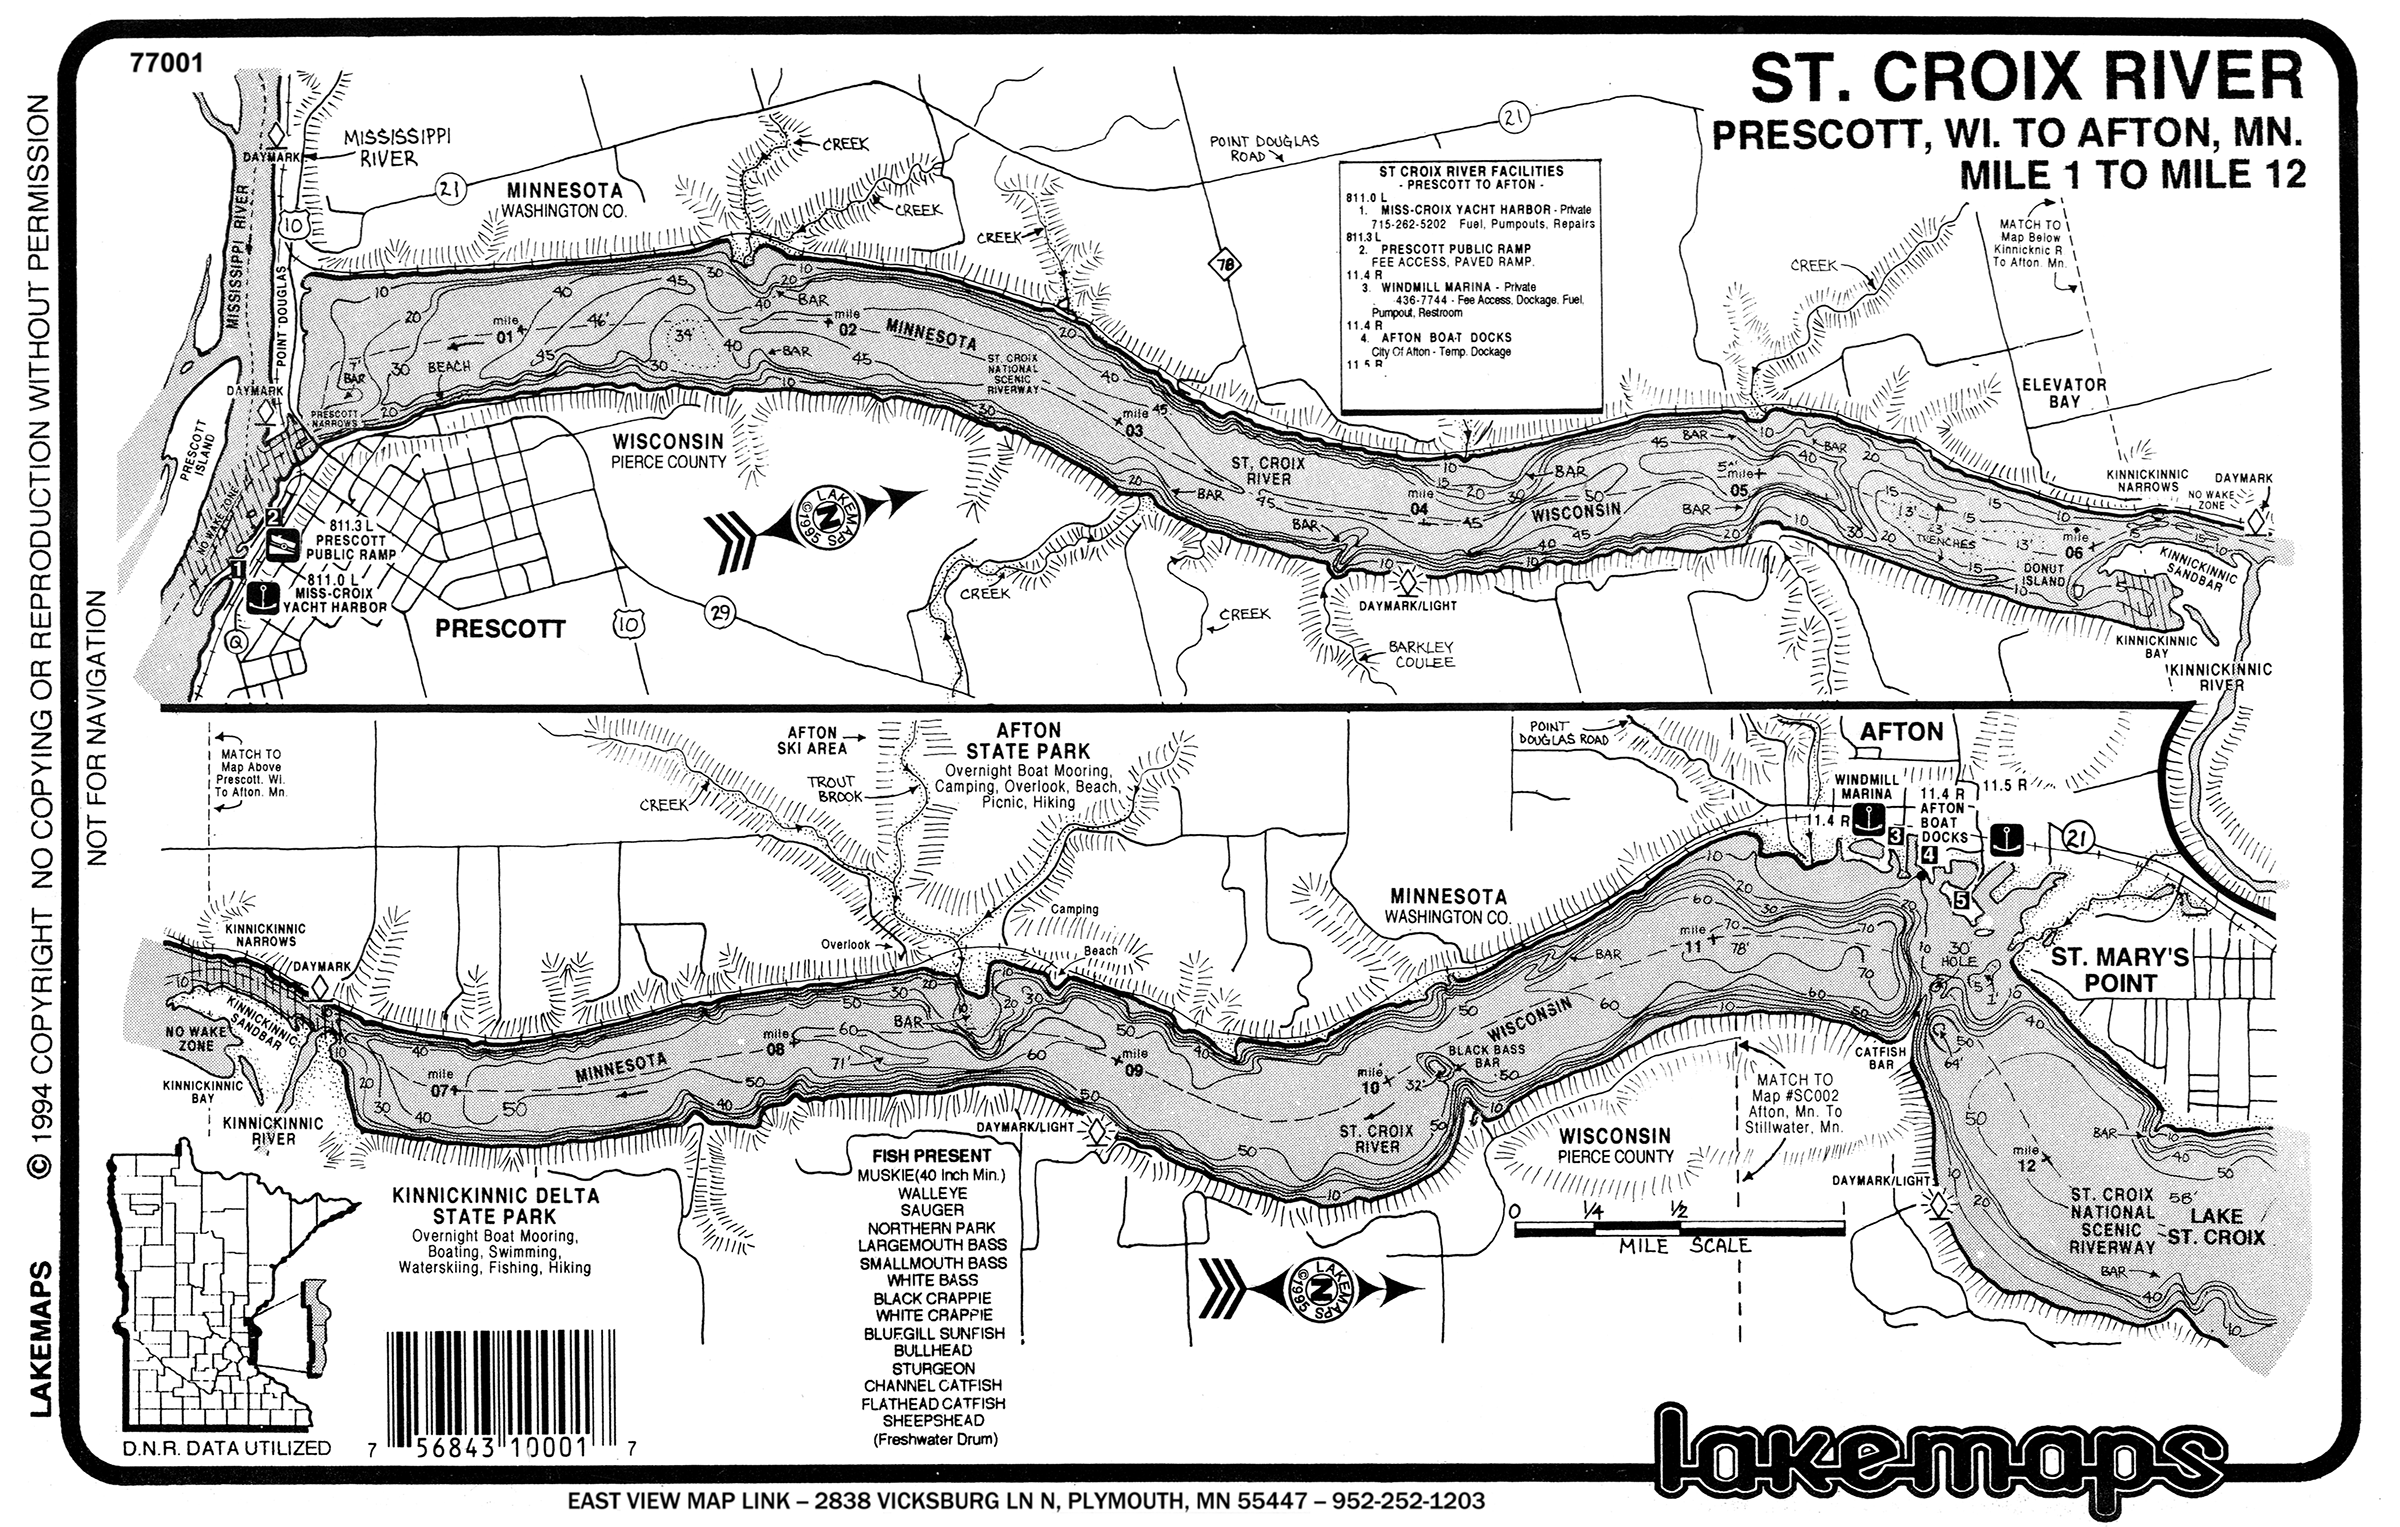 77001
ST. CROIX RIVER
PRESCOTT, WI. TO AFTON, MN.
MILE 1 TO MILE 12
© 1994 COPYRIGHT NO COPYING OR REPRODUCTION WITHOUT PERMISSION
LAKEMAPS
NOT FOR NAVIGATION
MISSISSIPPI
RIVER
DAYMARK
MISSISSIPPI RIVER
10
POINT DOUGLAS
21
MINNESOTA
WASHINGTON CO.
CREEK
CREEK
CREEK
POINT DOUGLAS
ROAD
21
78
ST CROIX RIVER FACILITIES
- PRESCOTT TO AFTON -
811.0 L
1. MISS-CROIX YACHT HARBOR - Private
715-262-5202 Fuel, Pumpouts, Repairs
811.3 L
2. PRESCOTT PUBLIC RAMP
FEE ACCESS, PAVED RAMP.
11.4 R
3. WINDMILL MARINA - Private
436-7744 - Fee Access, Dockage, Fuel,
Pumpout, Restroom
11.4 R
4. AFTON BOAT DOCKS
City Of Afton - Temp. Dockage
11.5 R
MATCH TO
Map Below
Kinnicknic R
To Afton. Mn.
CREEK
ELEVATOR
BAY
KINNICKINNIC
NARROWS
NO WAKE
ZONE
DAYMARK
10
20
30
40
45
46'
34'
mile
01
mile
02
mile
03
mile
04
mile
05
mile
06
BEACH
7'
BAR
BAR
BAR
BAR
BAR
BAR
BAR
BAR
BAR
MINNESOTA
ST. CROIX
NATIONAL
SCENIC
RIVERWAY
ST. CROIX
RIVER
WISCONSIN
13'
23'
TRENCHES
13'
DONUT
ISLAND
KINNICKINNIC
SANDBAR
KINNICKINNIC
BAY
KINNICKINNIC
RIVER
DAYMARK
PRESCOTT
NARROWS
PRESCOTT
ISLAND
NO WAKE ZONE
2
811.3 L
PRESCOTT
PUBLIC RAMP
1
811.0 L
MISS-CROIX
YACHT HARBOR
Q
PRESCOTT
WISCONSIN
PIERCE COUNTY
©1995 LAKEMAPS
N
10
29
CREEK
CREEK
DAYMARK/LIGHT
BARKLEY
COULEE
MATCH TO
Map Above
Prescott. Wi.
To Afton. Mn.
AFTON
SKI AREA
TROUT
BROOK
CREEK
AFTON
STATE PARK
Overnight Boat Mooring,
Camping, Overlook, Beach,
Picnic, Hiking
Camping
Overlook
Beach
POINT
DOUGLAS ROAD
AFTON
WINDMILL
MARINA
11.4 R
3
11.4 R
AFTON
BOAT
DOCKS
4
11.5 R
5
21
MINNESOTA
WASHINGTON CO.
ST. MARY'S
POINT
KINNICKINNIC
NARROWS
DAYMARK
KINNICKINNIC
SANDBAR
NO WAKE
ZONE
KINNICKINNIC
BAY
KINNICKINNIC
RIVER
mile
07
mile
08
mile
09
mile
10
mile
11
mile
12
MINNESOTA
71'
BAR
BAR
WISCONSIN
BLACK BASS
BAR
32'
78'
30'
HOLE
5'
1'
CATFISH
BAR
64'
ST. CROIX
RIVER
DAYMARK/LIGHT
WISCONSIN
PIERCE COUNTY
MATCH TO
Map #SC002
Afton, Mn. To
Stillwater, Mn.
DAYMARK/LIGHT
BAR
BAR
ST. CROIX
NATIONAL
SCENIC
RIVERWAY
56'
LAKE
ST. CROIX
0 1/4 1/2 1
MILE SCALE
©1995 LAKEMAPS
N
KINNICKINNIC DELTA
STATE PARK
Overnight Boat Mooring,
Boating, Swimming,
Waterskiing, Fishing, Hiking
FISH PRESENT
MUSKIE(40 Inch Min.)
WALLEYE
SAUGER
NORTHERN PARK
LARGEMOUTH BASS
SMALLMOUTH BASS
WHITE BASS
BLACK CRAPPIE
WHITE CRAPPIE
BLUEGILL SUNFISH
BULLHEAD
STURGEON
CHANNEL CATFISH
FLATHEAD CATFISH
SHEEPSHEAD
(Freshwater Drum)
D.N.R. DATA UTILIZED
7 56843 10001 7
lakemaps
EAST VIEW MAP LINK – 2838 VICKSBURG LN N, PLYMOUTH, MN 55447 – 952-252-1203